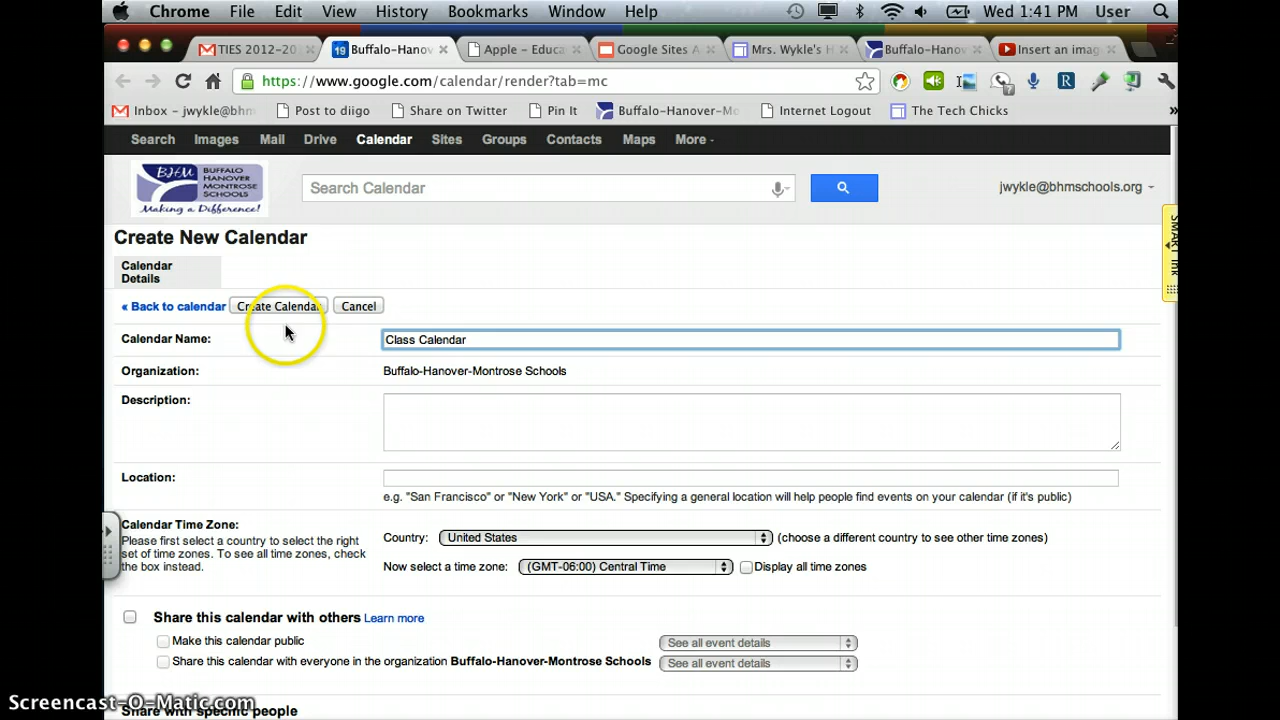 Chrome File Edit View History Bookmarks Window Help Wed 1:41 PM User
TIES 2012-20 19 Buffalo-Hanov Apple - Educa Google Sites A Mrs. Wykle's H Buffalo-Hanov Insert an imag
https://www.google.com/calendar/render?tab=mc
Inbox - jwykle@bhm Post to diigo Share on Twitter Pin It Buffalo-Hanover-Mo Internet Logout The Tech Chicks »
Search Images Mail Drive Calendar Sites Groups Contacts Maps More
BHM BUFFALO
HANOVER
MONTROSE
SCHOOLS
Making a Difference!
Search Calendar
jwykle@bhmschools.org
SMART Ink
Create New Calendar
Calendar
Details
« Back to calendar Create Calendar Cancel
Calendar Name: Class Calendar
Organization: Buffalo-Hanover-Montrose Schools
Description:
Location:
e.g. "San Francisco" or "New York" or "USA." Specifying a general location will help people find events on your calendar (if it's public)
Calendar Time Zone:
Please first select a country to select the right
set of time zones. To see all time zones, check
the box instead.
Country: United States (choose a different country to see other time zones)
Now select a time zone: (GMT-06:00) Central Time Display all time zones
Share this calendar with others Learn more
Make this calendar public See all event details
Share this calendar with everyone in the organization Buffalo-Hanover-Montrose Schools See all event details
Share with specific people
Screencast-O-Matic.com